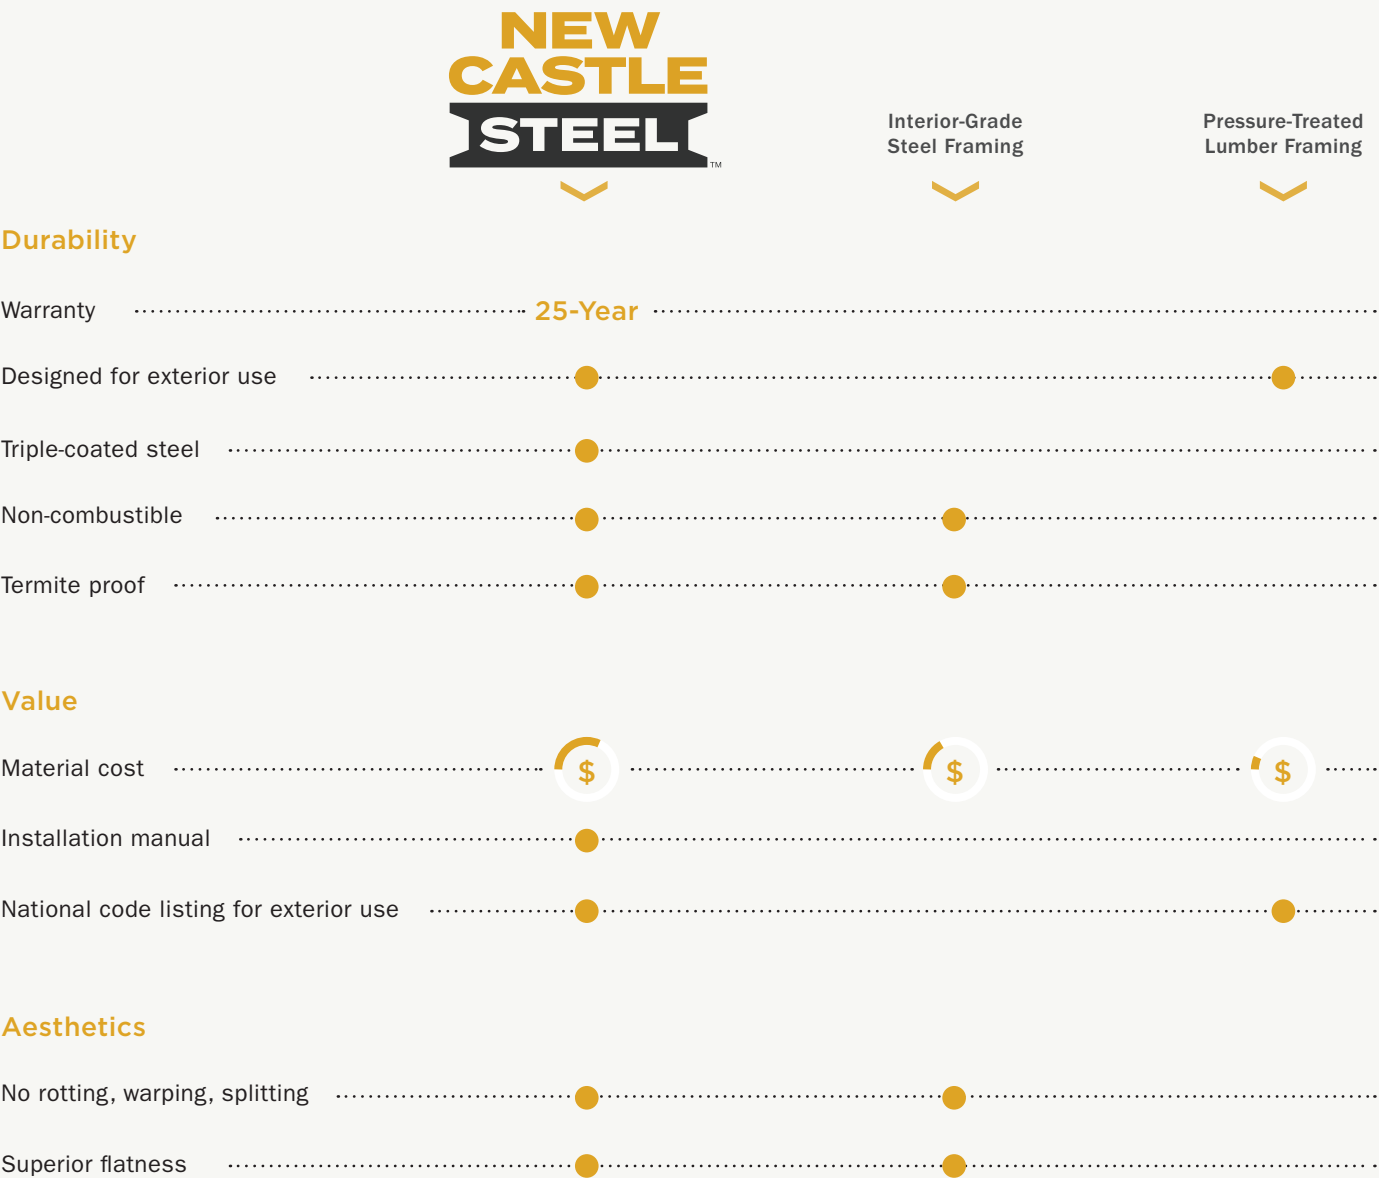 NEW
CASTLE
STEEL
TM
Interior-Grade
Steel Framing
Pressure-Treated
Lumber Framing
Durability
Warranty 25-Year
Designed for exterior use
Triple-coated steel
Non-combustible
Termite proof
Value
Material cost $ $ $
Installation manual
National code listing for exterior use
Aesthetics
No rotting, warping, splitting
Superior flatness